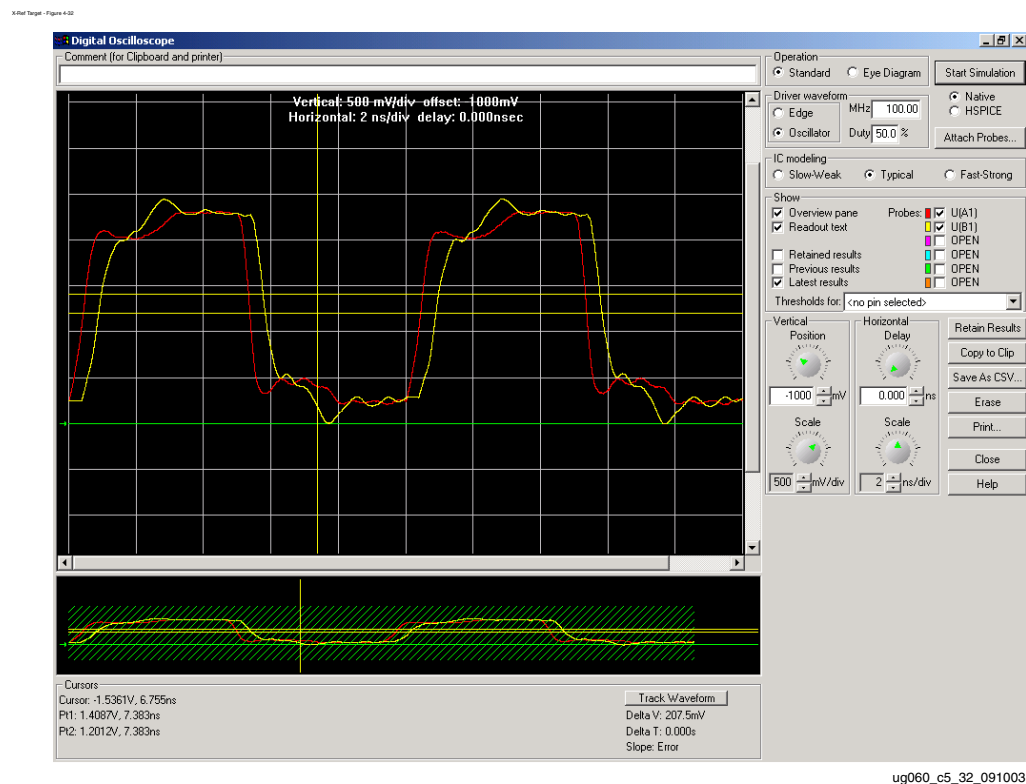 X-Ref Target - Figure 4-32
Digital Oscilloscope
Comment (for Clipboard and printer)
Vertical: 500 mV/div offset: -1000mV
Horizontal: 2 ns/div delay: 0.000nsec
Operation
Standard
Eye Diagram
Start Simulation
Driver waveform
Edge
Oscillator
MHz 100.00
Duty 50.0 %
Native
HSPICE
Attach Probes...
IC modeling
Slow-Weak
Typical
Fast-Strong
Show
Overview pane
Readout text
Retained results
Previous results
Latest results
Probes:
U(A1)
U(B1)
OPEN
OPEN
OPEN
OPEN
Thresholds for: <no pin selected>
Vertical
Position
-1000 mV
Scale
500 mV/div
Horizontal
Delay
0.000 ns
Scale
2 ns/div
Retain Results
Copy to Clip
Save As CSV...
Erase
Print...
Close
Help
Cursors
Cursor: -1.5361V, 6.755ns
Pt1: 1.4087V, 7.383ns
Pt2: 1.2012V, 7.383ns
Track Waveform
Delta V: 207.5mV
Delta T: 0.000s
Slope: Error
ug060_c5_32_091003